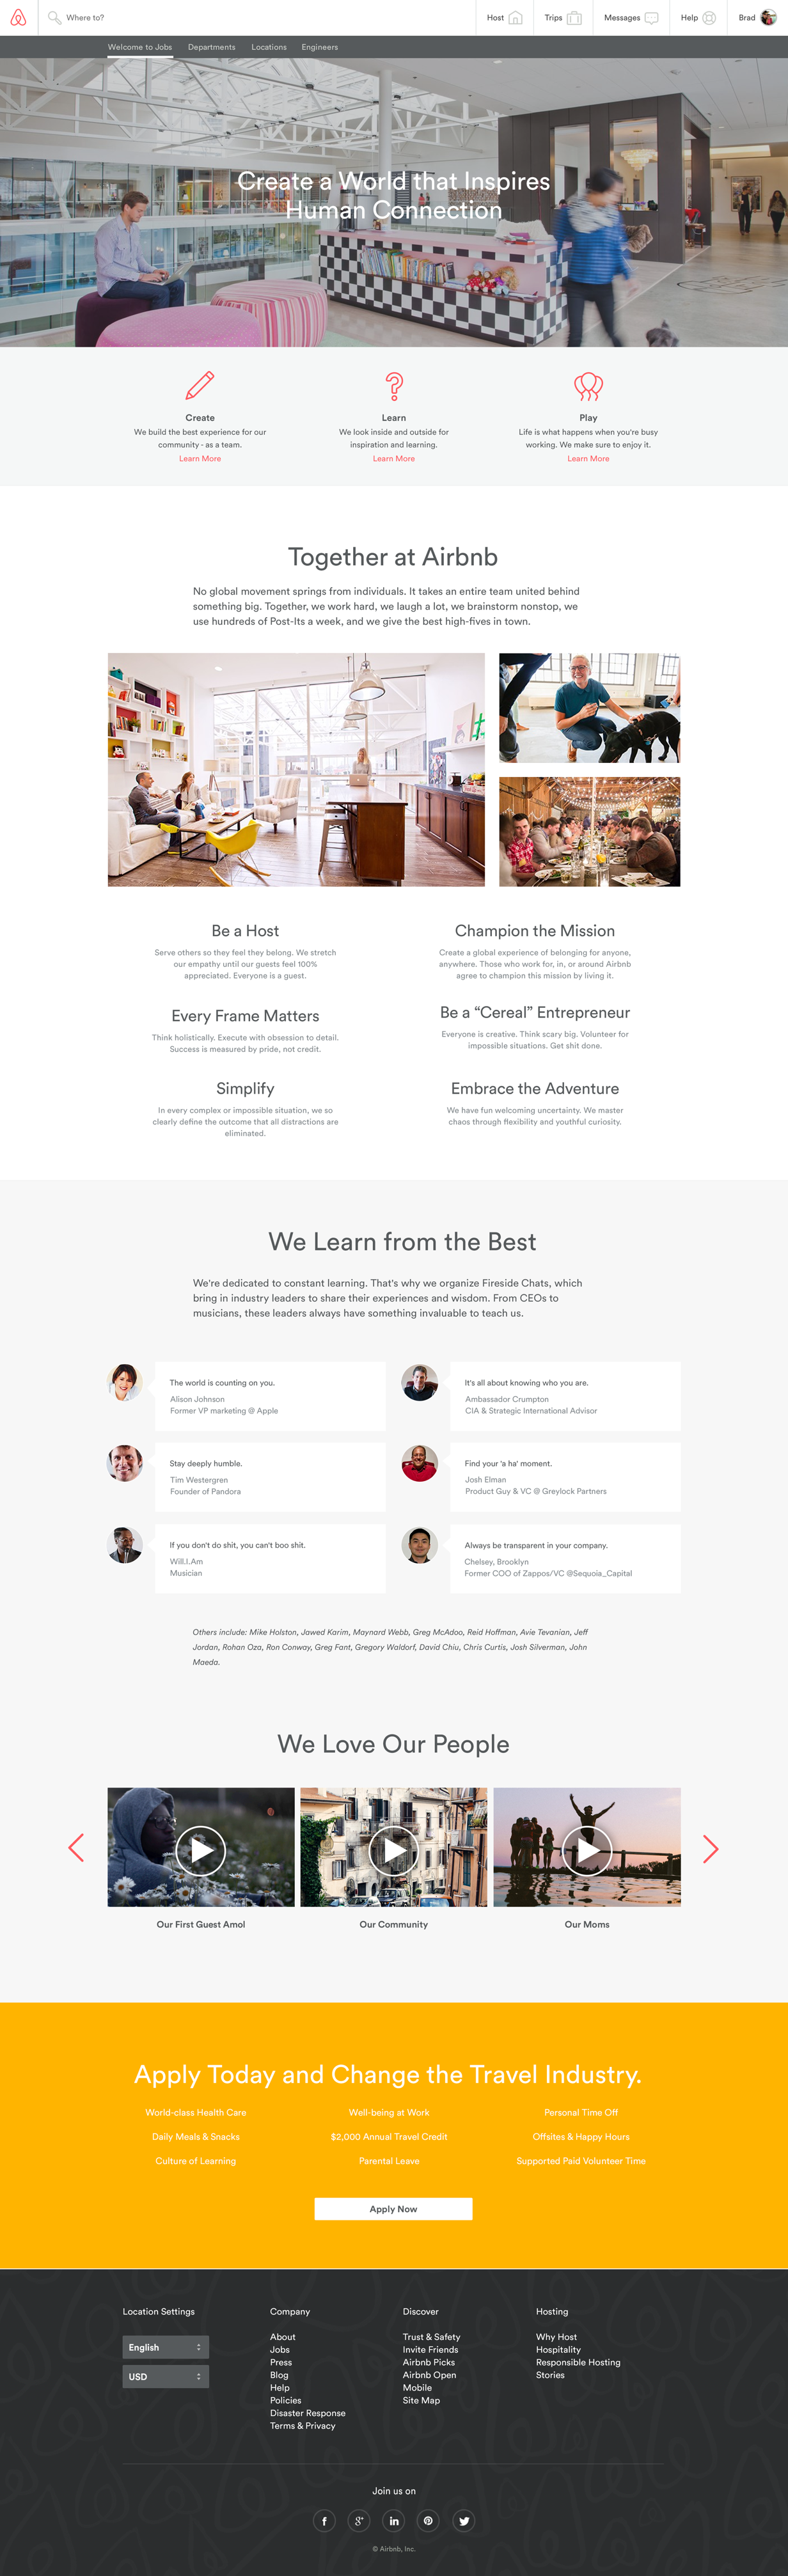 Where to?
Host
Trips
Messages
Help
Brad
Welcome to Jobs
Departments
Locations
Engineers
Create a World that Inspires
Human Connection
Create
We build the best experience for our
community - as a team.
Learn More
Learn
We look inside and outside for
inspiration and learning.
Learn More
Play
Life is what happens when you're busy
working. We make sure to enjoy it.
Learn More
Together at Airbnb
No global movement springs from individuals. It takes an entire team united behind
something big. Together, we work hard, we laugh a lot, we brainstorm nonstop, we
use hundreds of Post-Its a week, and we give the best high-fives in town.
Be a Host
Serve others so they feel they belong. We stretch
our empathy until our guests feel 100%
appreciated. Everyone is a guest.
Champion the Mission
Create a global experience of belonging for anyone,
anywhere. Those who work for, in, or around Airbnb
agree to champion this mission by living it.
Every Frame Matters
Think holistically. Execute with obsession to detail.
Success is measured by pride, not credit.
Be a “Cereal” Entrepreneur
Everyone is creative. Think scary big. Volunteer for
impossible situations. Get shit done.
Simplify
In every complex or impossible situation, we so
clearly define the outcome that all distractions are
eliminated.
Embrace the Adventure
We have fun welcoming uncertainty. We master
chaos through flexibility and youthful curiosity.
We Learn from the Best
We're dedicated to constant learning. That's why we organize Fireside Chats, which
bring in industry leaders to share their experiences and wisdom. From CEOs to
musicians, these leaders always have something invaluable to teach us.
The world is counting on you.
Alison Johnson
Former VP marketing @ Apple
It's all about knowing who you are.
Ambassador Crumpton
CIA & Strategic International Advisor
Stay deeply humble.
Tim Westergren
Founder of Pandora
Find your 'a ha' moment.
Josh Elman
Product Guy & VC @ Greylock Partners
If you don't do shit, you can't boo shit.
Will.I.Am
Musician
Always be transparent in your company.
Chelsey, Brooklyn
Former COO of Zappos/VC @Sequoia_Capital
Others include: Mike Holston, Jawed Karim, Maynard Webb, Greg McAdoo, Reid Hoffman, Avie Tevanian, Jeff
Jordan, Rohan Oza, Ron Conway, Greg Fant, Gregory Waldorf, David Chiu, Chris Curtis, Josh Silverman, John
Maeda.
We Love Our People
Our First Guest Amol
Our Community
Our Moms
Apply Today and Change the Travel Industry.
World-class Health Care
Well-being at Work
Personal Time Off
Daily Meals & Snacks
$2,000 Annual Travel Credit
Offsites & Happy Hours
Culture of Learning
Parental Leave
Supported Paid Volunteer Time
Apply Now
Location Settings
English
USD
Company
About
Jobs
Press
Blog
Help
Policies
Disaster Response
Terms & Privacy
Discover
Trust & Safety
Invite Friends
Airbnb Picks
Airbnb Open
Mobile
Site Map
Hosting
Why Host
Hospitality
Responsible Hosting
Stories
Join us on
© Airbnb, Inc.